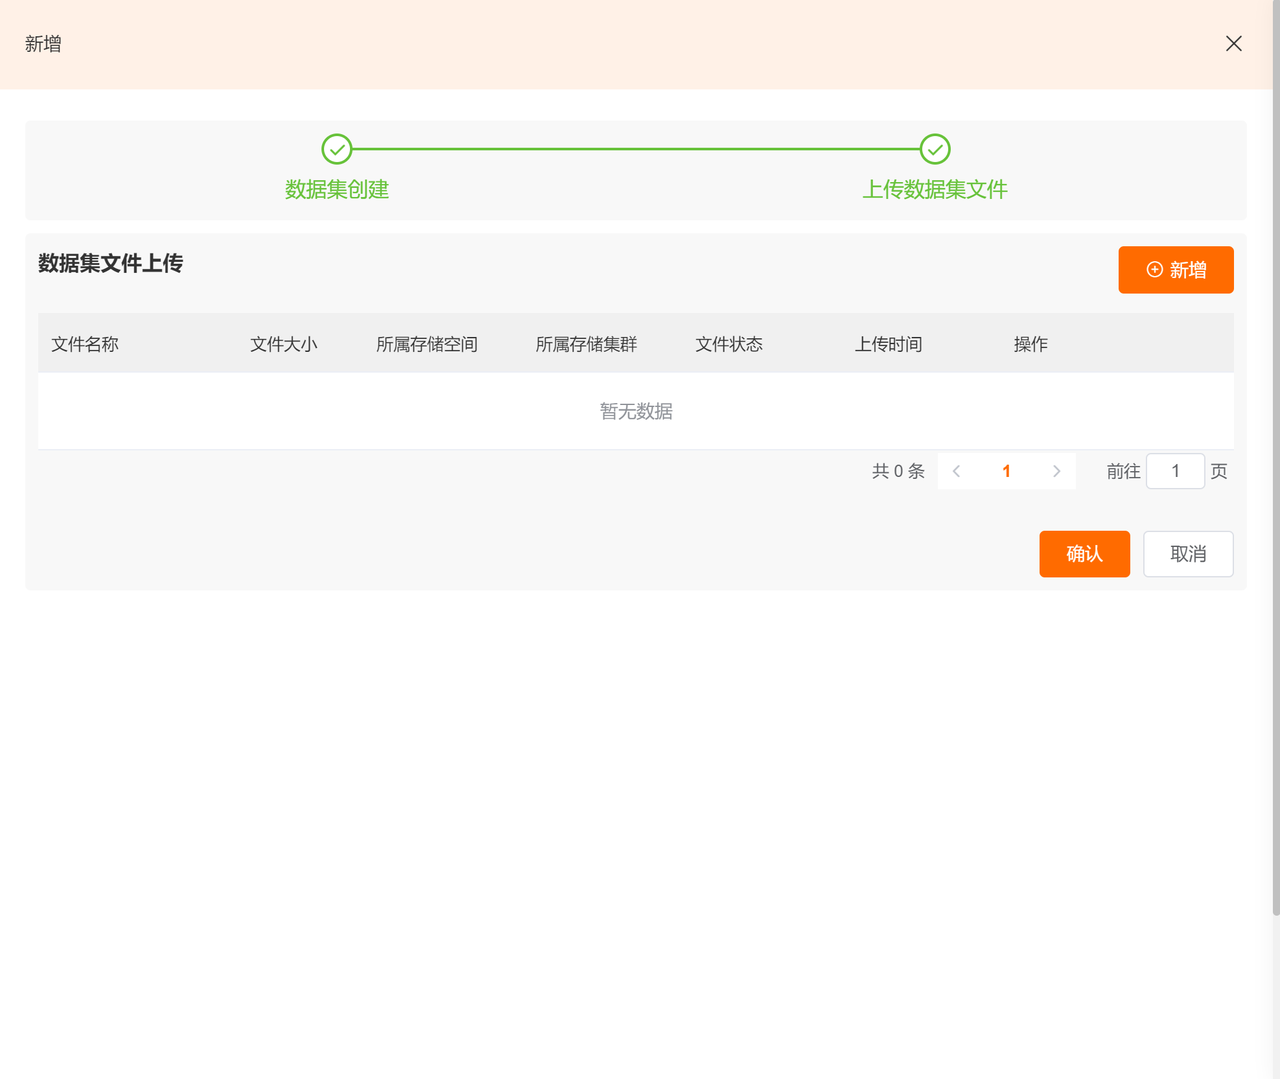 新增
数据集创建 上传数据集文件
数据集文件上传 新增
文件名称 文件大小 所属存储空间 所属存储集群 文件状态 上传时间 操作
暂无数据
共 0 条 1 前往 1 页
确认 取消